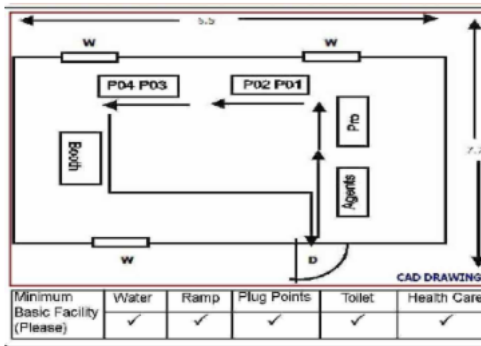 5.5
W
W
P04 P03
P02 P01
Pro
Booth
Agents
W
D
CAD DRAWING
Minimum Basic Facility (Please)
Water
Ramp
Plug Points
Toilet
Health Care
✓ ✓ ✓ ✓ ✓